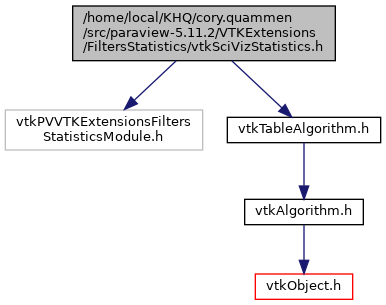 /home/local/KHQ/cory.quammen
/src/paraview-5.11.2/VTKExtensions
/FiltersStatistics/vtkSciVizStatistics.h
vtkPVVTKExtensionsFilters
StatisticsModule.h
vtkTableAlgorithm.h
vtkAlgorithm.h
vtkObject.h